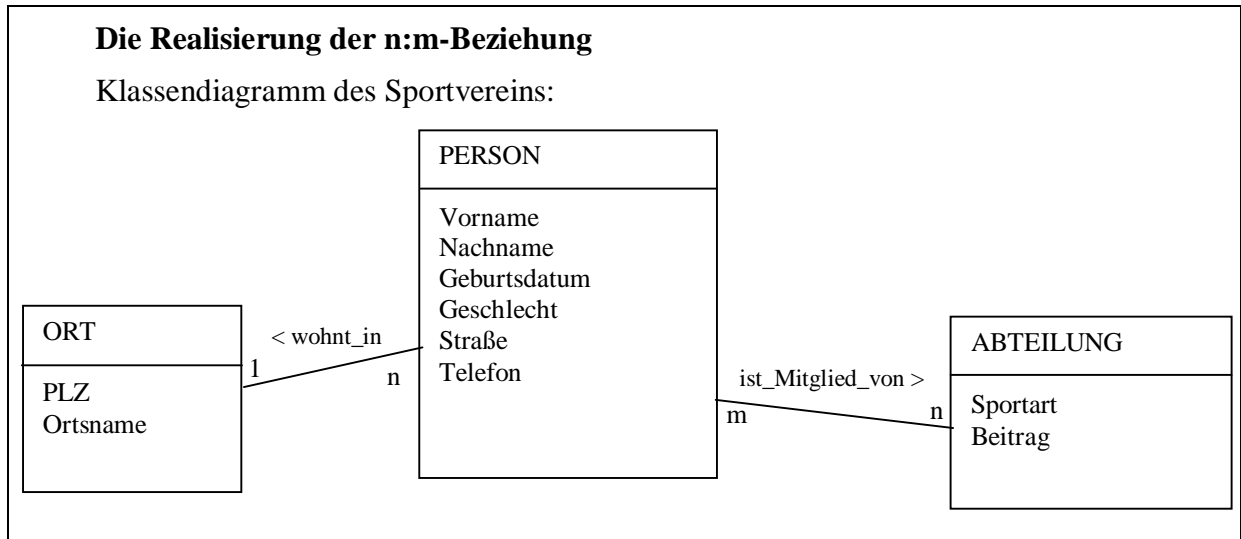 Die Realisierung der n:m-Beziehung
Klassendiagramm des Sportvereins:
ORT
PLZ
Ortsname
< wohnt_in
1
n
PERSON
Vorname
Nachname
Geburtsdatum
Geschlecht
Straße
Telefon
ist_Mitglied_von >
m
n
ABTEILUNG
Sportart
Beitrag